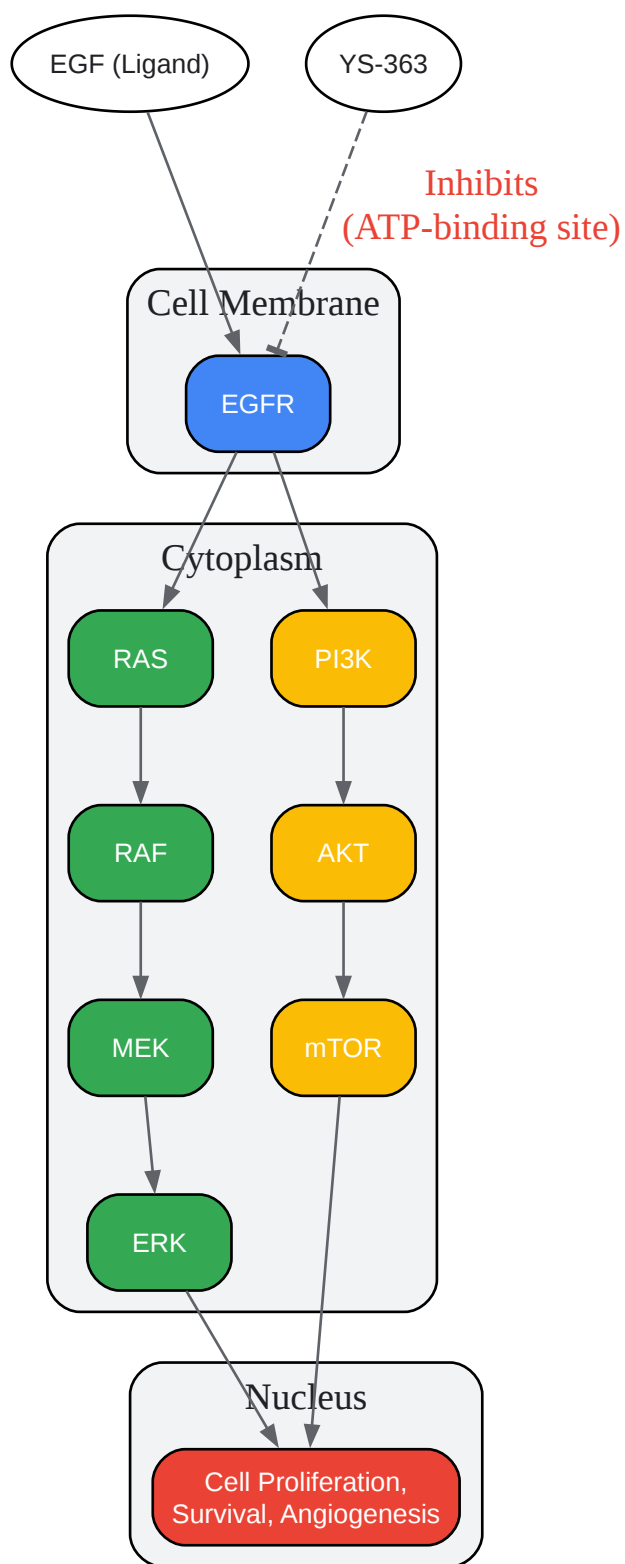 EGF (Ligand)
YS-363
Inhibits
(ATP-binding site)
Cell Membrane
EGFR
Cytoplasm
RAS
PI3K
RAF
AKT
MEK
mTOR
ERK
Nucleus
Cell Proliferation,
Survival, Angiogenesis